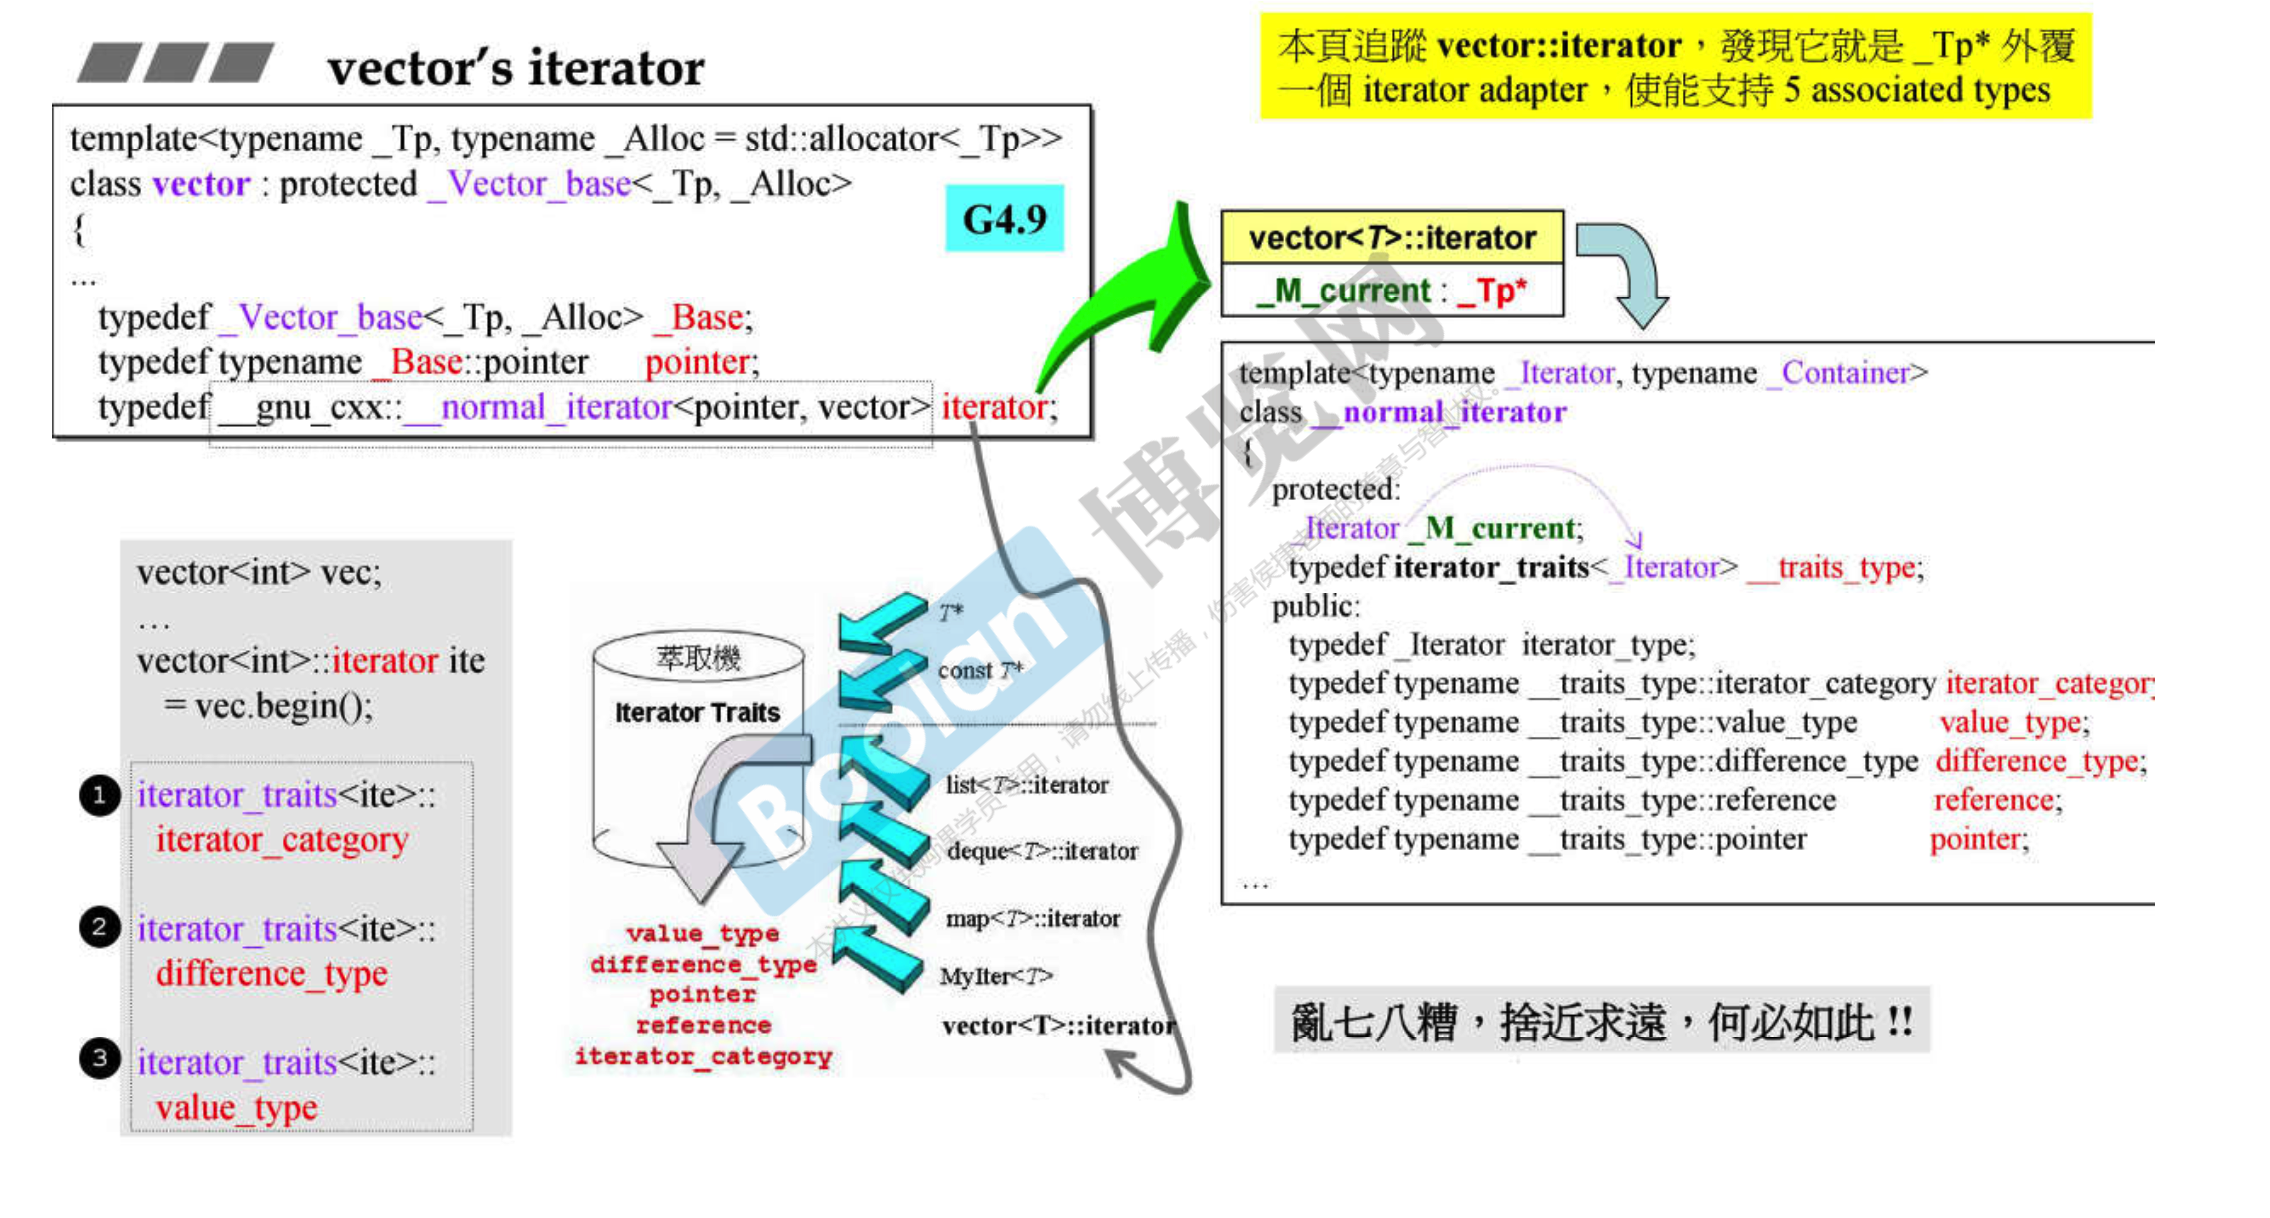 vector's iterator
本頁追蹤 vector::iterator，發現它就是 _Tp* 外覆
一個 iterator adapter，使能支持 5 associated types
template<typename _Tp, typename _Alloc = std::allocator<_Tp>>
class vector : protected _Vector_base<_Tp, _Alloc>
{
...
typedef _Vector_base<_Tp, _Alloc> _Base;
typedef typename _Base::pointer pointer;
typedef __gnu_cxx::__normal_iterator<pointer, vector> iterator;
G4.9
vector<T>::iterator
_M_current : _Tp*
template<typename _Iterator, typename _Container>
class __normal_iterator
{
protected:
_Iterator _M_current;
typedef iterator_traits<_Iterator> __traits_type;
public:
typedef _Iterator iterator_type;
typedef typename __traits_type::iterator_category iterator_categor
typedef typename __traits_type::value_type value_type;
typedef typename __traits_type::difference_type difference_type;
typedef typename __traits_type::reference reference;
typedef typename __traits_type::pointer pointer;
...
vector<int> vec;
...
vector<int>::iterator ite
= vec.begin();
1 iterator_traits<ite>::
iterator_category
2 iterator_traits<ite>::
difference_type
3 iterator_traits<ite>::
value_type
萃取機
Iterator Traits
T*
const T*
list<T>::iterator
deque<T>::iterator
map<T>::iterator
MyIter<T>
vector<T>::iterator
value_type
difference_type
pointer
reference
iterator_category
亂七八糟，捨近求遠，何必如此 !!
Boolan 博览网